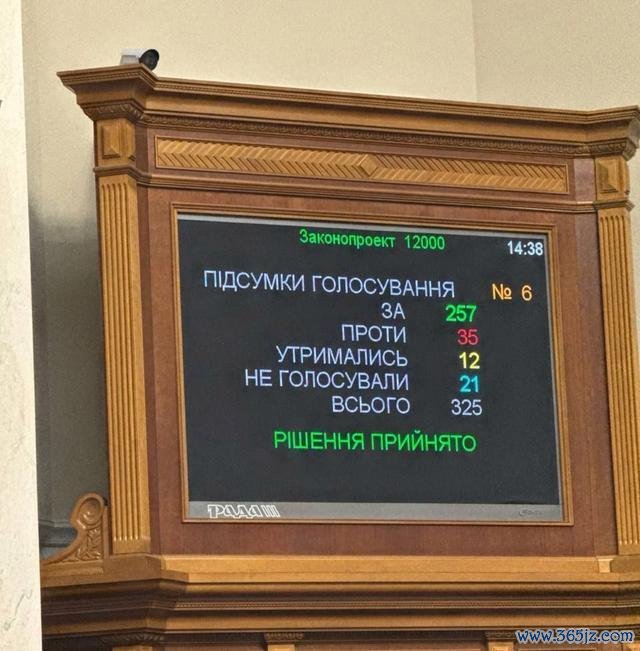 Законопроект 12000
14:38
ПІДСУМКИ ГОЛОСУВАННЯ № 6
ЗА 257
ПРОТИ 35
УТРИМАЛИСЬ 12
НЕ ГОЛОСУВАЛИ 21
ВСЬОГО 325
РІШЕННЯ ПРИЙНЯТО
РАДА III
www.365jz.com